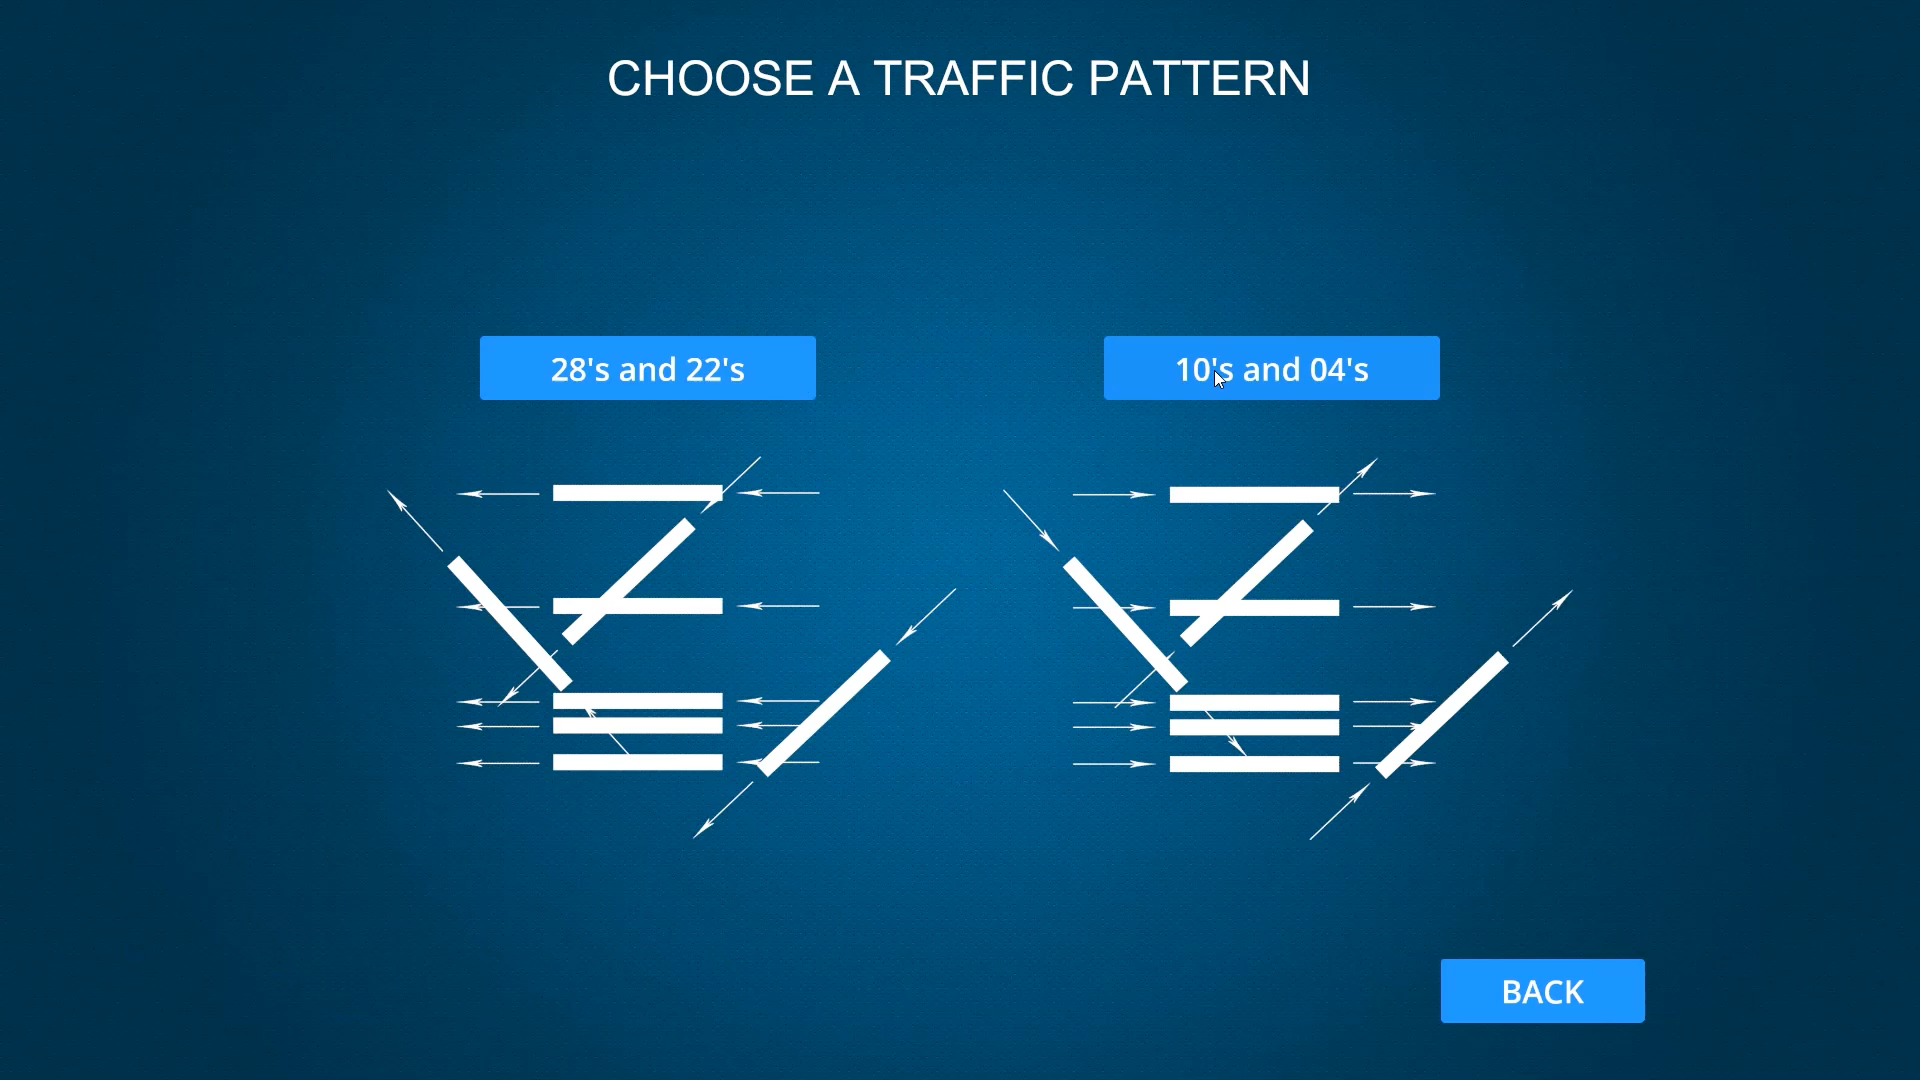 CHOOSE A TRAFFIC PATTERN
28's and 22's
10's and 04's
BACK